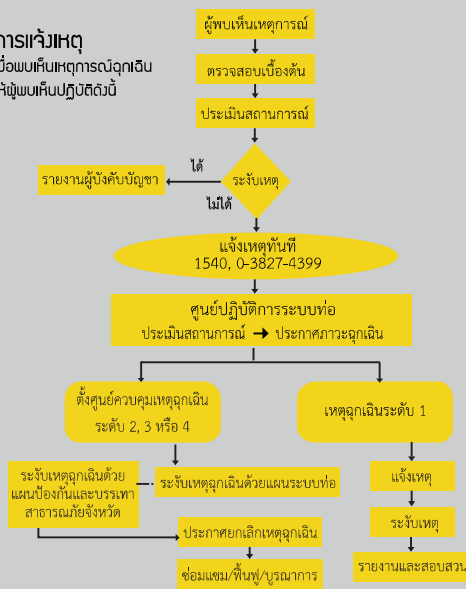 การแจ้งเหตุ
เมื่อพบเห็นเหตุการณ์ฉุกเฉิน
ให้ผู้พบเห็นปฏิบัติดังนี้
ผู้พบเห็นเหตุการณ์
ตรวจสอบเบื้องต้น
ประเมินสถานการณ์
ได้
รายงานผู้บังคับบัญชา
ระงับเหตุ
ไม่ได้
แจ้งเหตุทันที
1540, 0-3827-4399
ศูนย์ปฏิบัติการระบบท่อ
ประเมินสถานการณ์ → ประกาศภาวะฉุกเฉิน
ตั้งศูนย์ควบคุมเหตุฉุกเฉิน
ระดับ 2, 3 หรือ 4
เหตุฉุกเฉินระดับ 1
ระงับเหตุฉุกเฉินด้วย
แผนป้องกันและบรรเทา
สาธารณภัยจังหวัด
ระงับเหตุฉุกเฉินด้วยแผนระบบท่อ
แจ้งเหตุ
ระงับเหตุ
ประกาศยกเลิกเหตุฉุกเฉิน
รายงานและสอบสวน
ซ่อมแซม/ฟื้นฟู/บูรณาการ